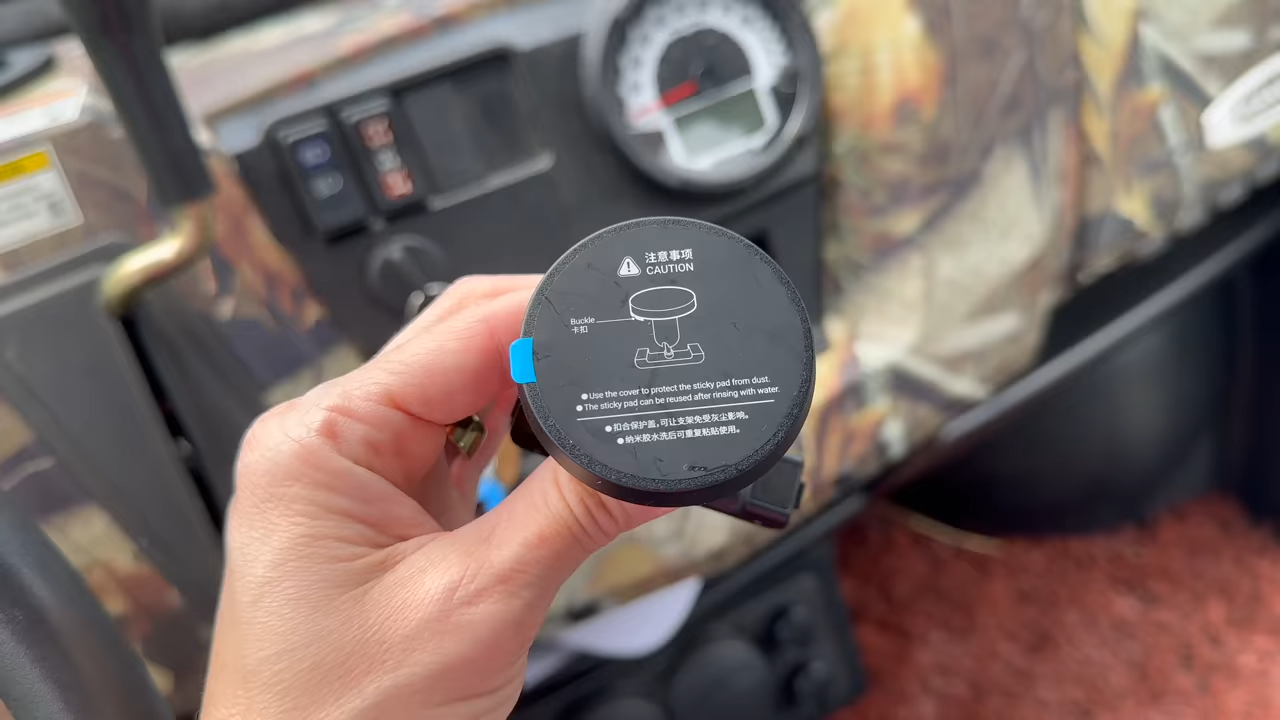 注意事项
CAUTION
Buckle
卡扣
●Use the cover to protect the sticky pad from dust.
●The sticky pad can be reused after rinsing with water.
●扣合保护盖，可让支架免受灰尘影响。
●纳米胶水洗后可重复粘贴使用。